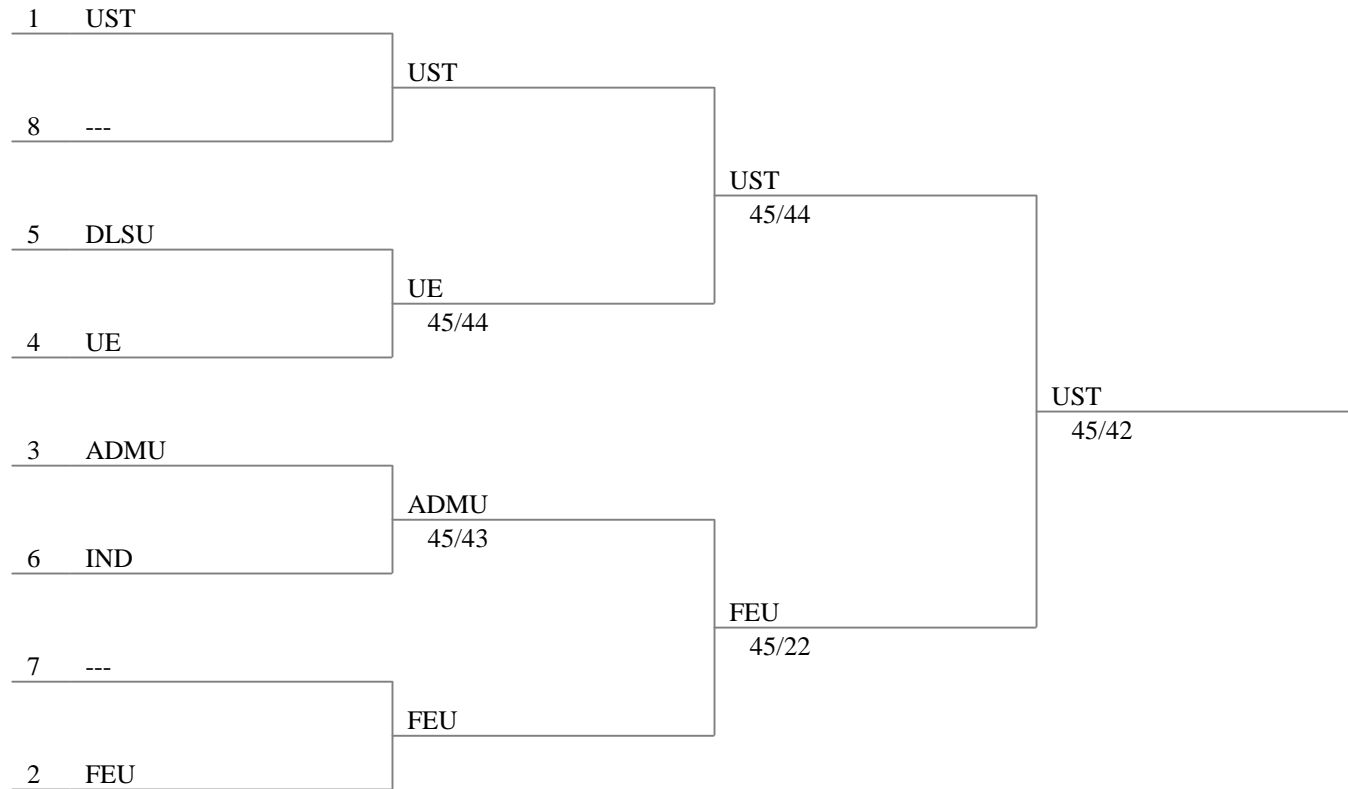 1 UST
UST
8 ---
UST
45/44
5 DLSU
UE
45/44
4 UE
UST
45/42
3 ADMU
ADMU
45/43
6 IND
FEU
45/22
7 ---
FEU
2 FEU